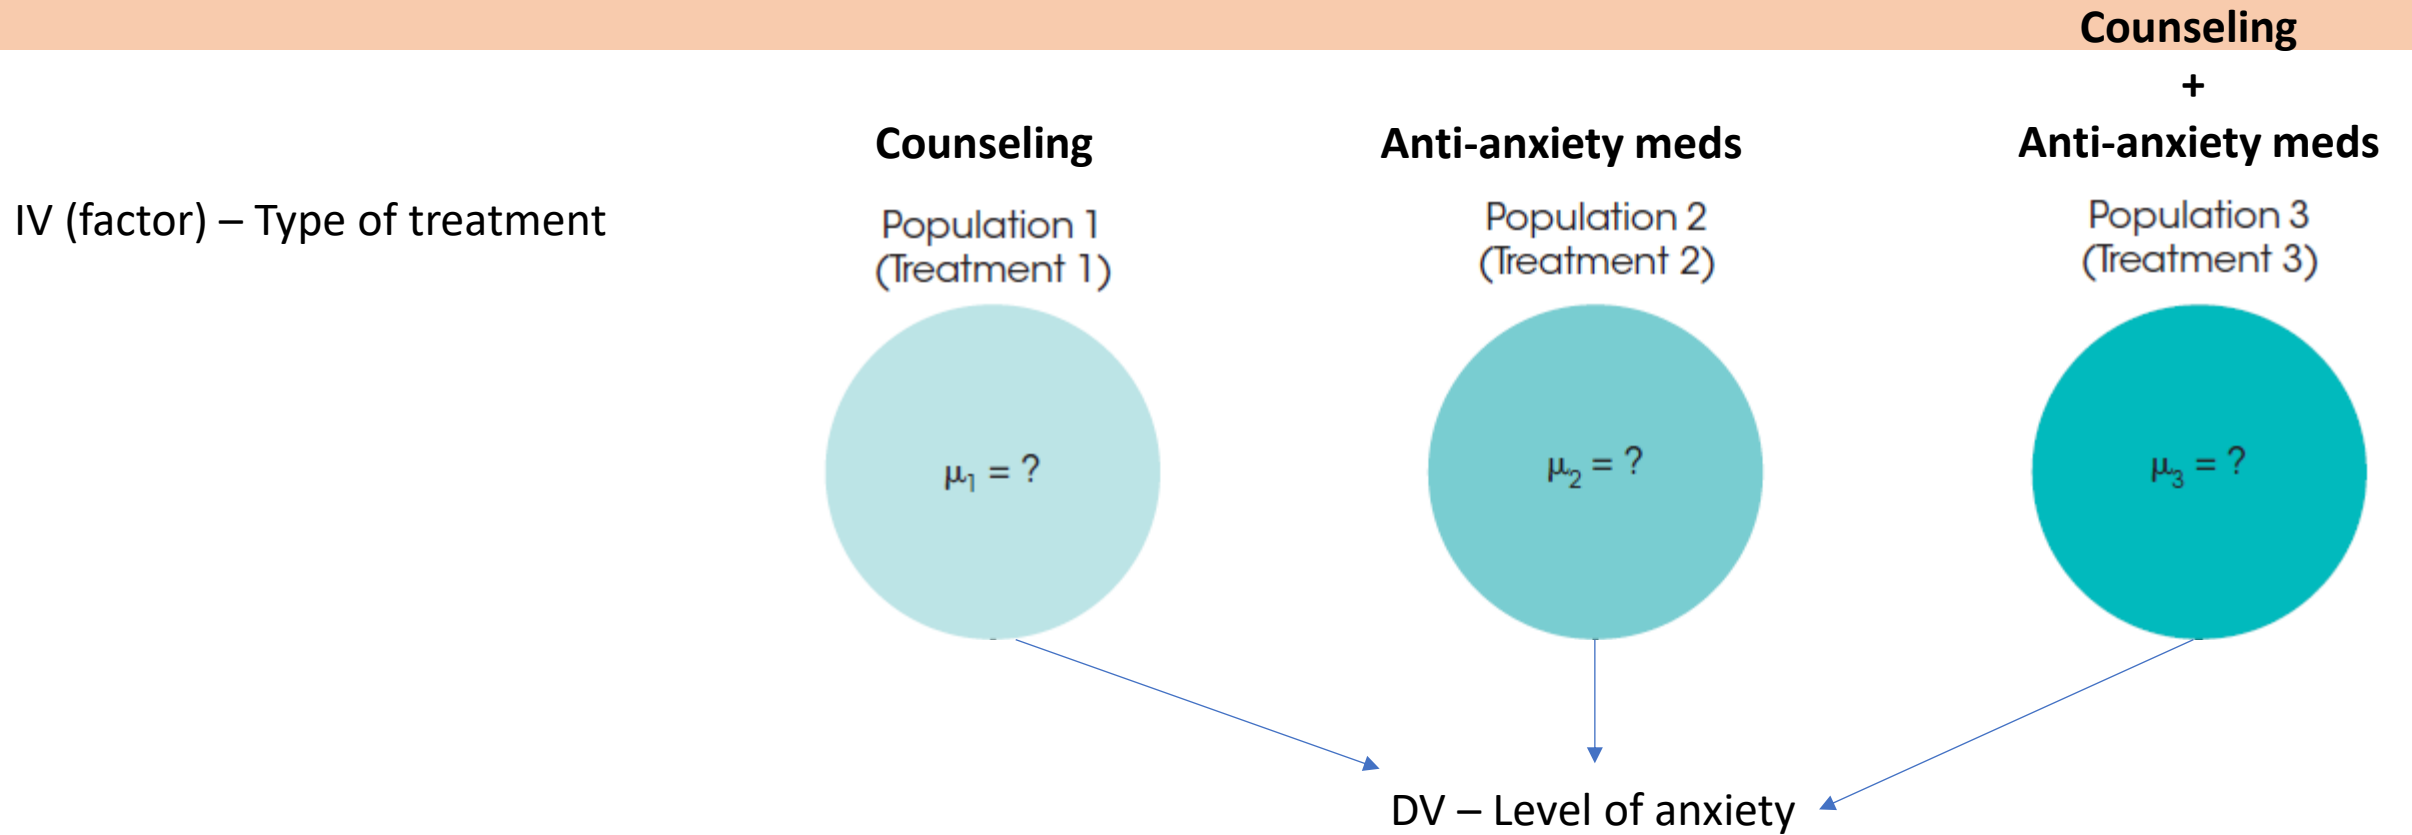 Counseling
+
Counseling
Anti-anxiety meds
Anti-anxiety meds
IV (factor) – Type of treatment
Population 1
(Treatment 1)
Population 2
(Treatment 2)
Population 3
(Treatment 3)
μ₁ = ?
μ₂ = ?
μ₃ = ?
DV – Level of anxiety